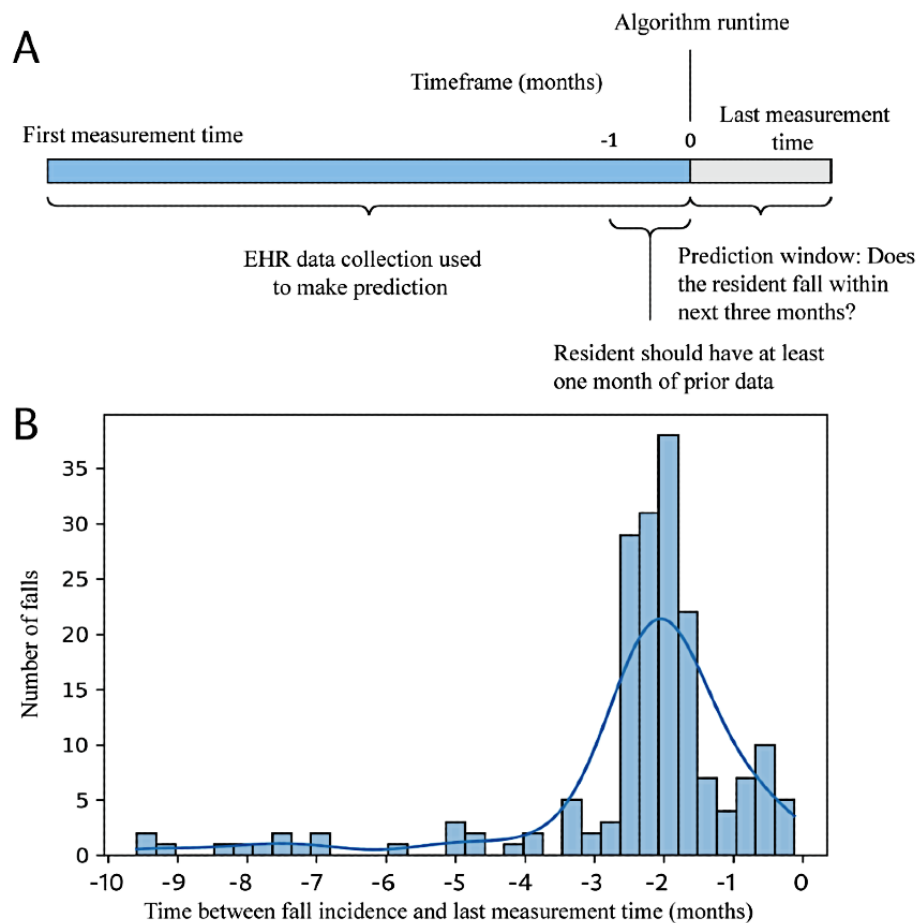 A
Algorithm runtime
Timeframe (months)
First measurement time
-1
0
Last measurement
time
EHR data collection used
to make prediction
Prediction window: Does
the resident fall within
next three months?
Resident should have at least
one month of prior data
B
Number of falls
35
30
25
20
15
10
5
0
-10 -9 -8 -7 -6 -5 -4 -3 -2 -1 0
Time between fall incidence and last measurement time (months)